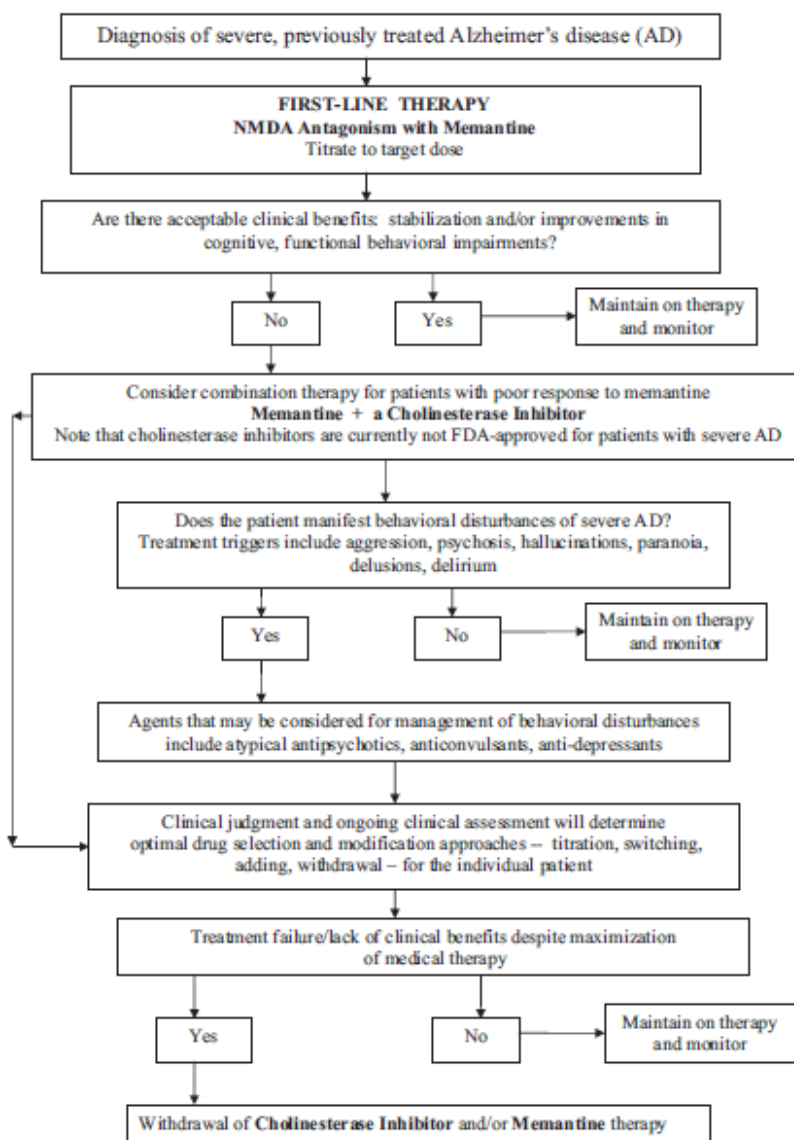 Diagnosis of severe, previously treated Alzheimer's disease (AD)
FIRST-LINE THERAPY
NMDA Antagonism with Memantine
Titrate to target dose
Are there acceptable clinical benefits: stabilization and/or improvements in
cognitive, functional behavioral impairments?
No
Yes
Maintain on therapy
and monitor
Consider combination therapy for patients with poor response to memantine
Memantine + a Cholinesterase Inhibitor
Note that cholinesterase inhibitors are currently not FDA-approved for patients with severe AD
Does the patient manifest behavioral disturbances of severe AD?
Treatment triggers include aggression, psychosis, hallucinations, paranoia,
delusions, delirium
Yes
No
Maintain on therapy
and monitor
Agents that may be considered for management of behavioral disturbances
include atypical antipsychotics, anticonvulsants, anti-depressants
Clinical judgment and ongoing clinical assessment will determine
optimal drug selection and modification approaches – titration, switching,
adding, withdrawal – for the individual patient
Treatment failure/lack of clinical benefits despite maximization
of medical therapy
Yes
No
Maintain on therapy
and monitor
Withdrawal of Cholinesterase Inhibitor and/or Memantine therapy